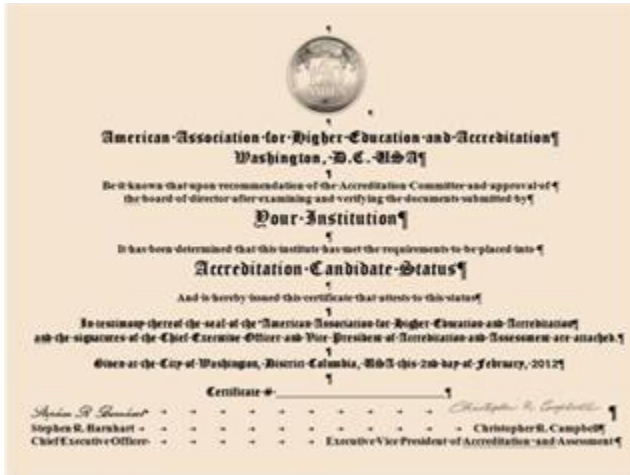 American Association for Higher Education and Accreditation
Washington, D.C. USA
Be it known that upon recommendation of the Accreditation Committee and approval of
the board of director after examining and verifying the documents submitted by
Your Institution
It has been determined that this institute has met the requirements to be placed into
Accreditation Candidate Status
And is hereby issued this certificate that attests to this status
In testimony thereof the seal of the American Association for Higher Education and Accreditation
and the signatures of the Chief Executive Officer and Vice President of Accreditation and Assessment are attached.
Given at the City of Washington, District Columbia, USA this 2nd day of February, 2012
Certificate #
Stephen R. Barnhart Christopher R. Campbell
Stephen R. Barnhart Christopher R. Campbell
Chief Executive Officer Executive Vice President of Accreditation and Assessment